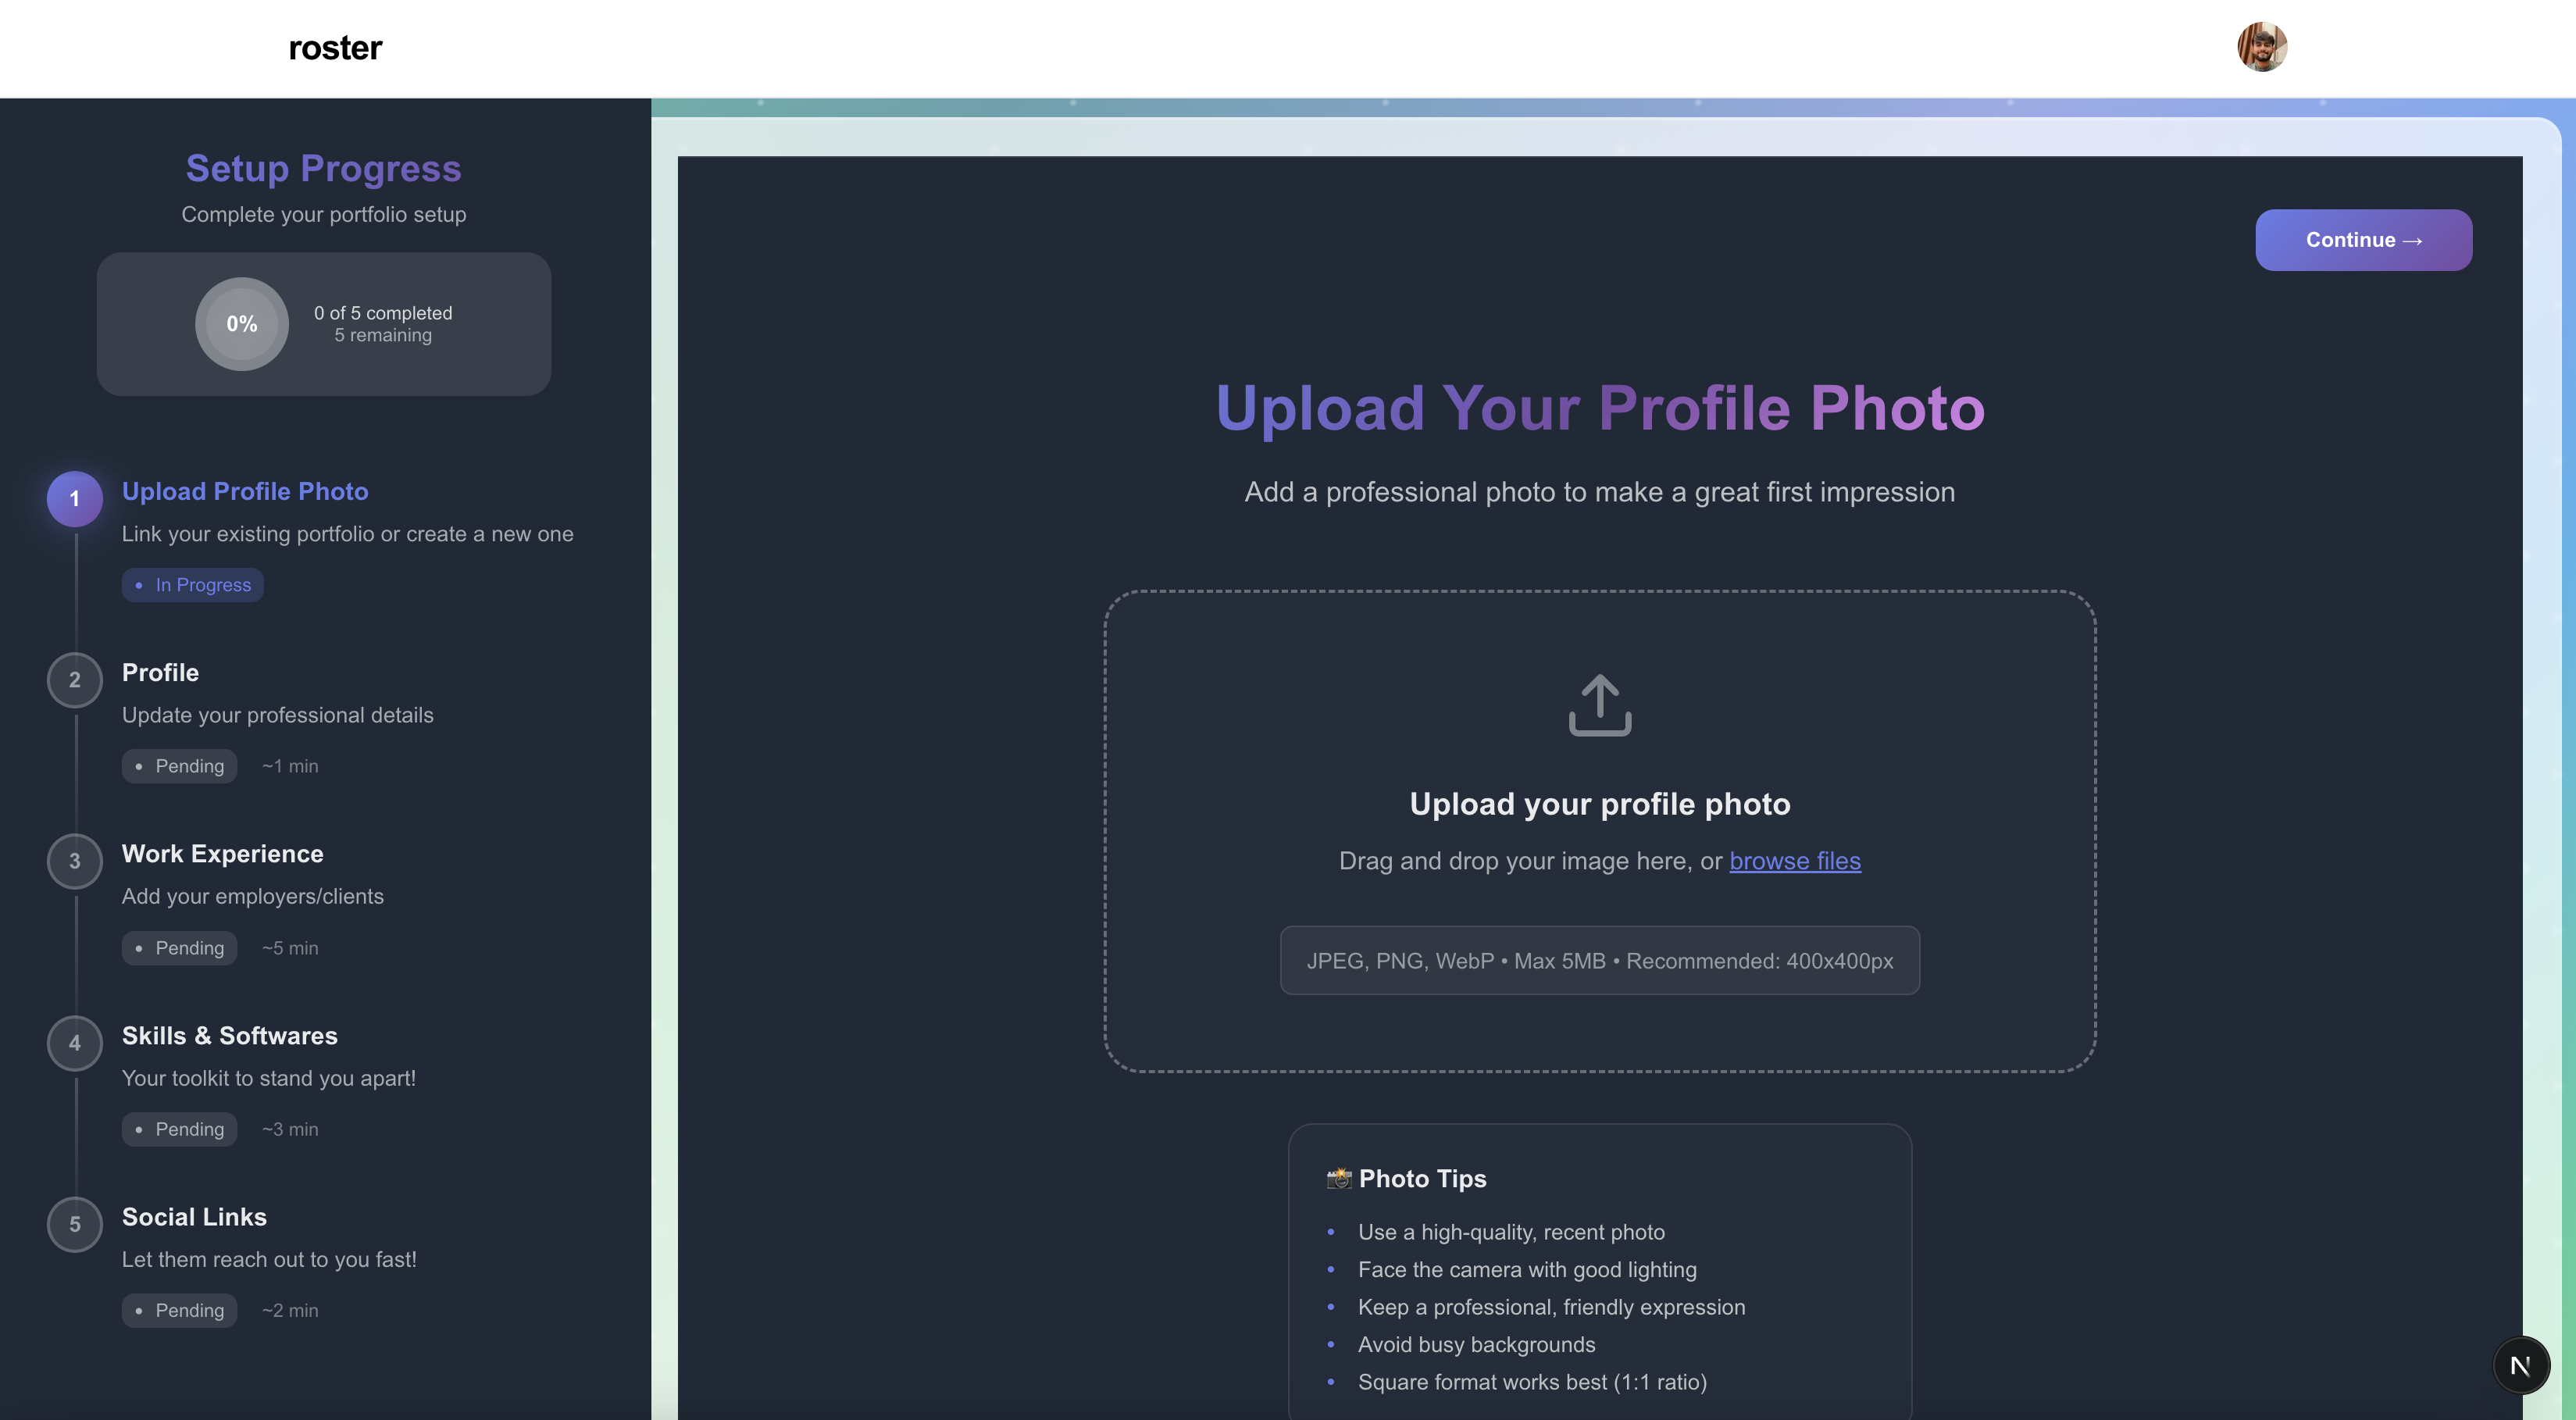 roster
Setup Progress
Complete your portfolio setup
0%
0 of 5 completed
5 remaining
1
Upload Profile Photo
Link your existing portfolio or create a new one
• In Progress
2
Profile
Update your professional details
• Pending
~1 min
3
Work Experience
Add your employers/clients
• Pending
~5 min
4
Skills & Softwares
Your toolkit to stand you apart!
• Pending
~3 min
5
Social Links
Let them reach out to you fast!
• Pending
~2 min
Continue →
Upload Your Profile Photo
Add a professional photo to make a great first impression
Upload your profile photo
Drag and drop your image here, or browse files
JPEG, PNG, WebP • Max 5MB • Recommended: 400x400px
📸 Photo Tips
• Use a high-quality, recent photo
• Face the camera with good lighting
• Keep a professional, friendly expression
• Avoid busy backgrounds
• Square format works best (1:1 ratio)
N